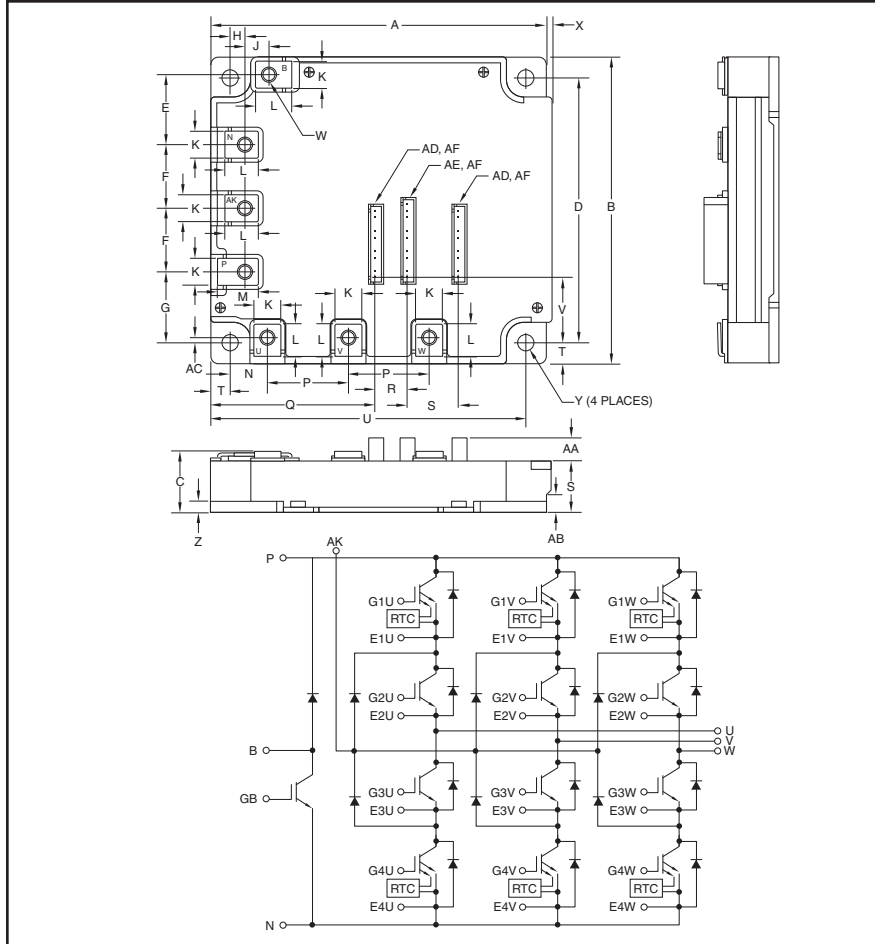 A
X
H
J
B
K
E
L
W
N
K
L
AD, AF
AE, AF
AD, AF
F
AK
K
L
D
B
F
P
K
M
K
K
K
G
V
L
L
L
U
V
W
AC
T
T
N
P
P
R
S
Q
U
Y (4 PLACES)
AA
C
S
Z
AB
AK
P
G1U
G1V
G1W
RTC
RTC
RTC
E1U
E1V
E1W
G2U
G2V
G2W
E2U
E2V
E2W
U
V
W
B
GB
G3U
G3V
G3W
E3U
E3V
E3W
G4U
G4V
G4W
RTC
RTC
RTC
E4U
E4V
E4W
N